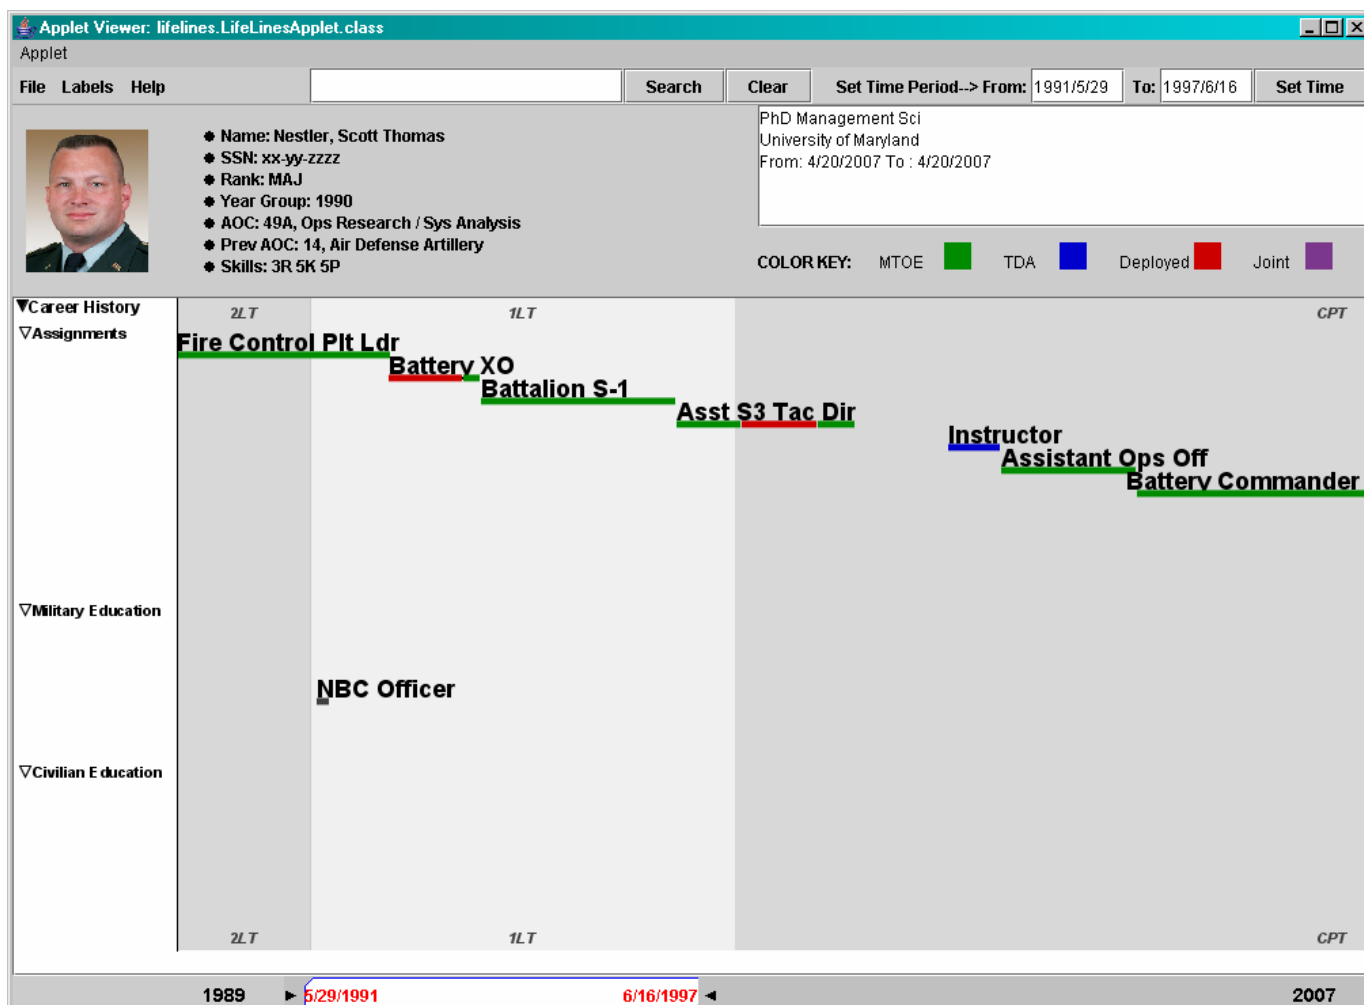 Applet Viewer: lifelines.LifeLinesApplet.class
Applet
File Labels Help Search Clear Set Time Period--> From: 1991/5/29 To: 1997/6/16 Set Time
Name: Nestler, Scott Thomas
SSN: xx-yy-zzzz
Rank: MAJ
Year Group: 1990
AOC: 49A, Ops Research / Sys Analysis
Prev AOC: 14, Air Defense Artillery
Skills: 3R 5K 5P
PhD Management Sci
University of Maryland
From: 4/20/2007 To : 4/20/2007
COLOR KEY: MTOE TDA Deployed Joint
Career History
2LT 1LT CPT
Assignments
Fire Control Plt Ldr
Battery XO
Battalion S-1
Asst S3 Tac Dir
Instructor
Assistant Ops Off
Battery Commander
Military Education
NBC Officer
Civilian Education
2LT 1LT CPT
1989 5/29/1991 6/16/1997 2007